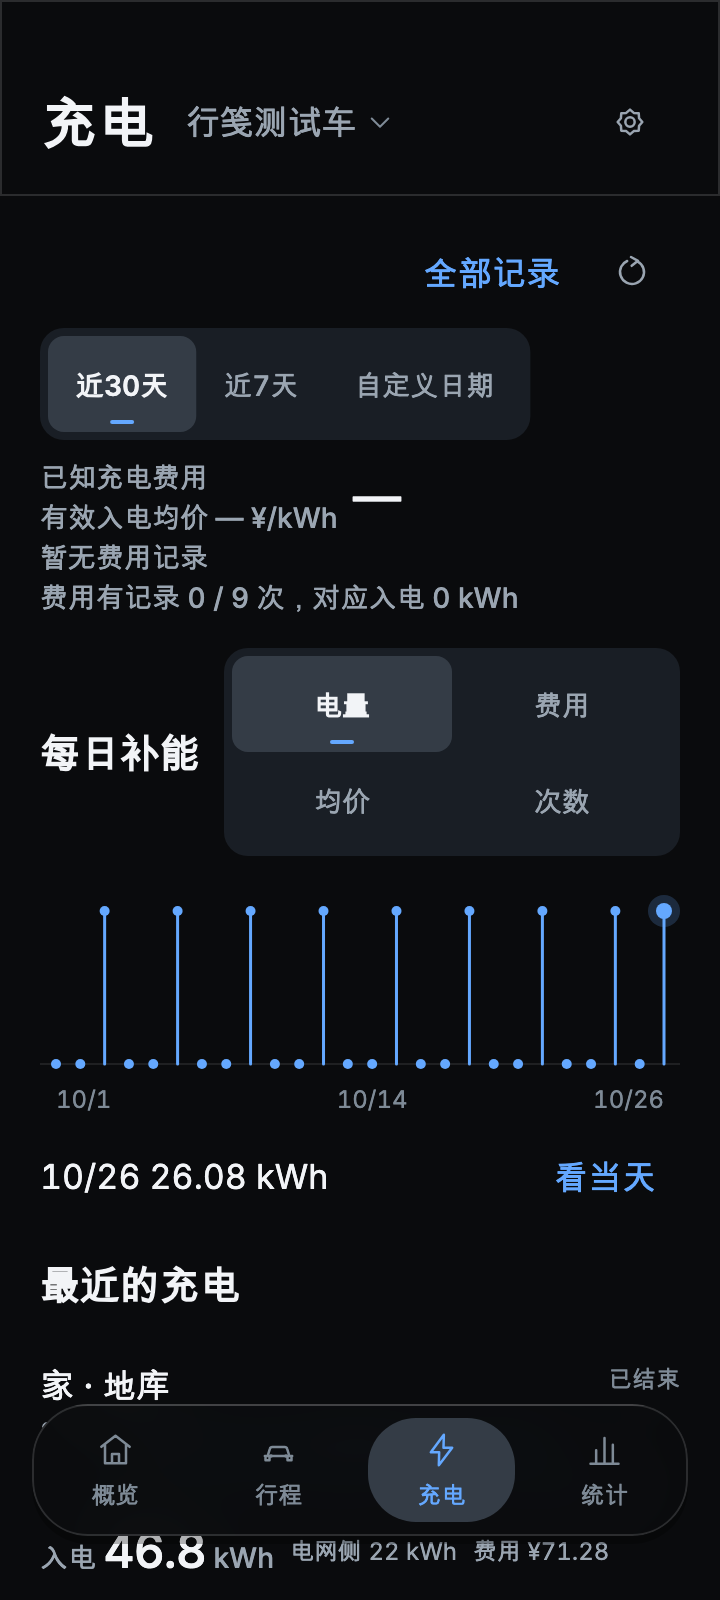 充电 行笺测试车
全部记录
近30天 近7天 自定义日期
已知充电费用
有效入电均价 — ¥/kWh —
暂无费用记录
费用有记录 0 / 9 次，对应入电 0 kWh
每日补能
电量 费用
均价 次数
10/1 10/14 10/26
10/26 26.08 kWh 看当天
最近的充电
家 · 地库 已结束
概览 行程 充电 统计
入电 46.8 kWh 电网侧 22 kWh 费用 ¥71.28